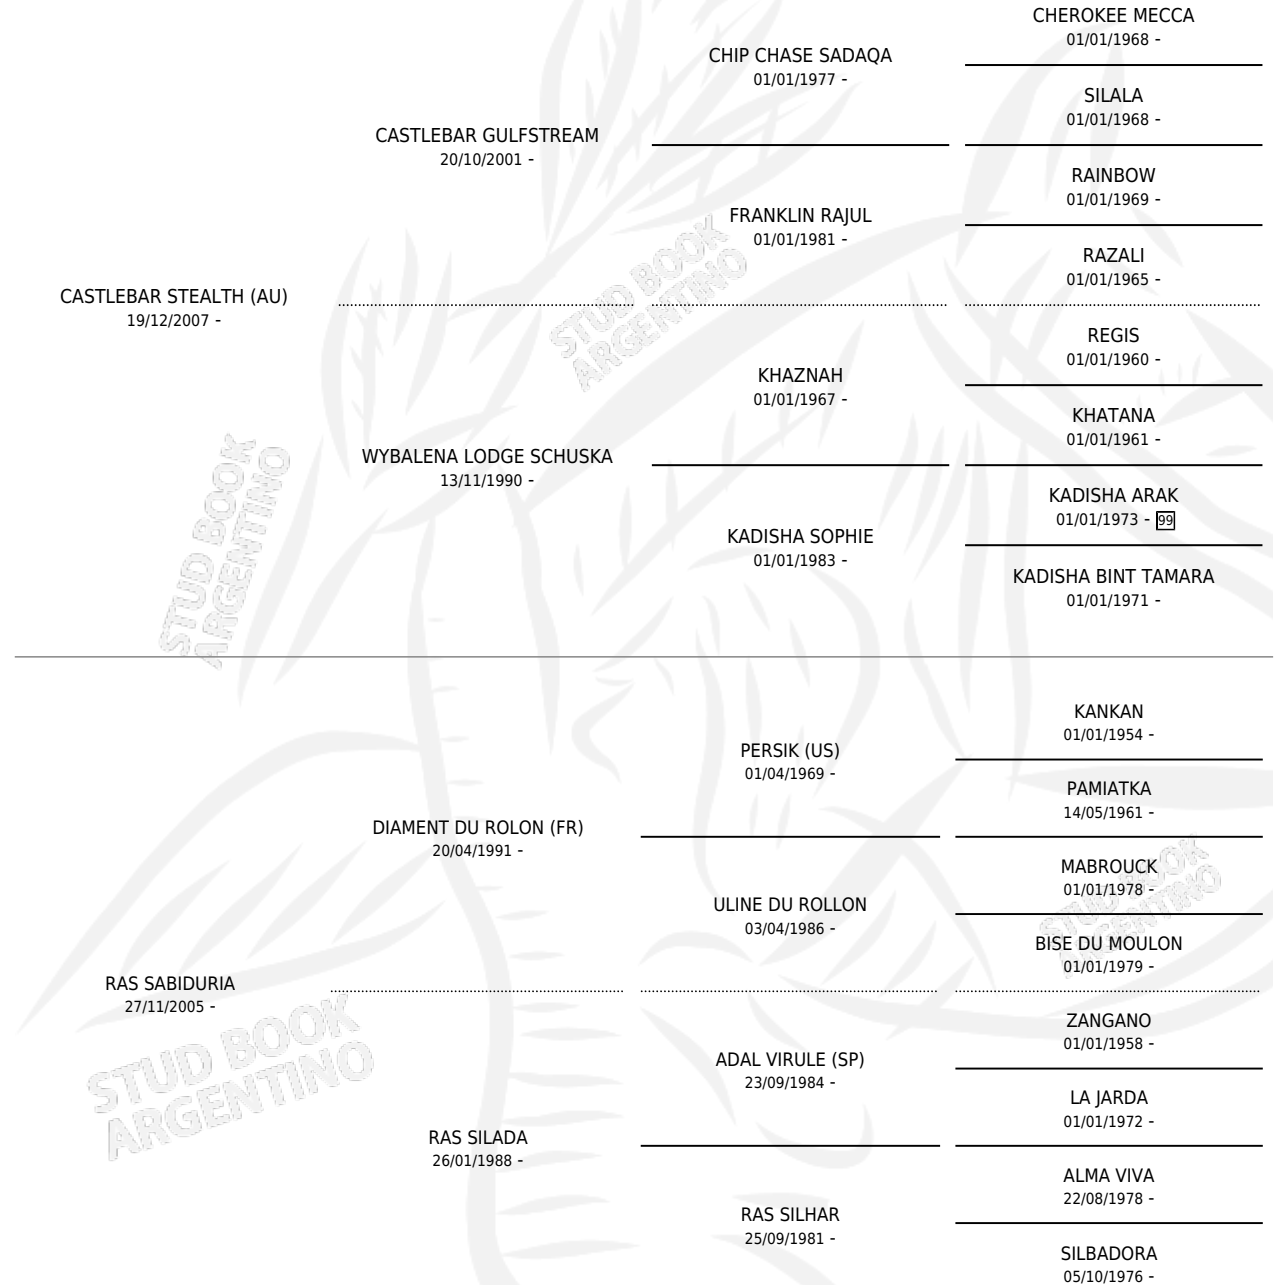 CHEROKEE MECCA
01/01/1968 -
CHIP CHASE SADAQA
01/01/1977 -
SILALA
01/01/1968 -
CASTLEBAR GULFSTREAM
20/10/2001 -
RAINBOW
01/01/1969 -
FRANKLIN RAJUL
01/01/1981 -
RAZALI
01/01/1965 -
CASTLEBAR STEALTH (AU)
19/12/2007 -
REGIS
01/01/1960 -
KHAZNAH
01/01/1967 -
KHATANA
01/01/1961 -
WYBALENA LODGE SCHUSKA
13/11/1990 -
KADISHA ARAK
01/01/1973 - 99
KADISHA SOPHIE
01/01/1983 -
KADISHA BINT TAMARA
01/01/1971 -
KANKAN
01/01/1954 -
PERSIK (US)
01/04/1969 -
PAMIATKA
14/05/1961 -
DIAMENT DU ROLON (FR)
20/04/1991 -
MABROUCK
01/01/1978 -
ULINE DU ROLLON
03/04/1986 -
BISE DU MOULON
01/01/1979 -
RAS SABIDURIA
27/11/2005 -
ZANGANO
01/01/1958 -
ADAL VIRULE (SP)
23/09/1984 -
LA JARDA
01/01/1972 -
RAS SILADA
26/01/1988 -
ALMA VIVA
22/08/1978 -
RAS SILHAR
25/09/1981 -
SILBADORA
05/10/1976 -
STUD BOOK
ARGENTINO
STUD BOOK
ARGENTINO
STUD BOOK
ARGENTINO
STUD BOOK
ARGENTINO